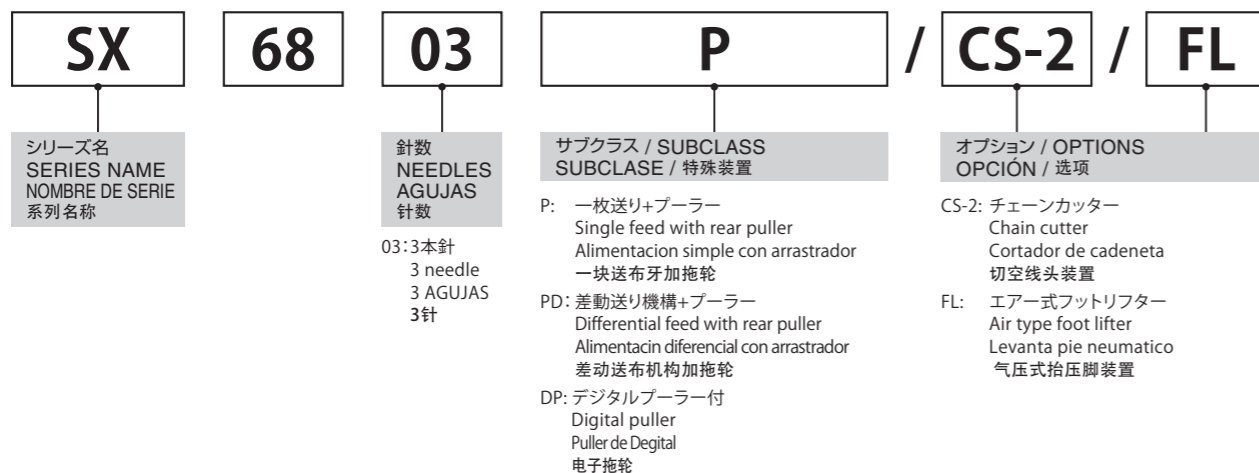 SX 68 03 P / CS-2 / FL
シリーズ名
SERIES NAME
NOMBRE DE SERIE
系列名称
針数
NEEDLES
AGUJAS
针数
03:3本針
3 needle
3 AGUJAS
3针
サブクラス / SUBCLASS
SUBCLASE / 特殊装置
P: 一枚送り+プーラー
Single feed with rear puller
Alimentacion simple con arrastrador
一块送布牙加拖轮
PD: 差動送り機構+プーラー
Differential feed with rear puller
Alimentacin diferencial con arrastrador
差动送布机构加拖轮
DP: デジタルプーラー付
Digital puller
Puller de Degital
电子拖轮
オプション / OPTIONS
OPCIÓN / 选项
CS-2: チェーンカッター
Chain cutter
Cortador de cadeneta
切空线头装置
FL: エアー式フットリフター
Air type foot lifter
Levanta pie neumatico
气压式抬压脚装置